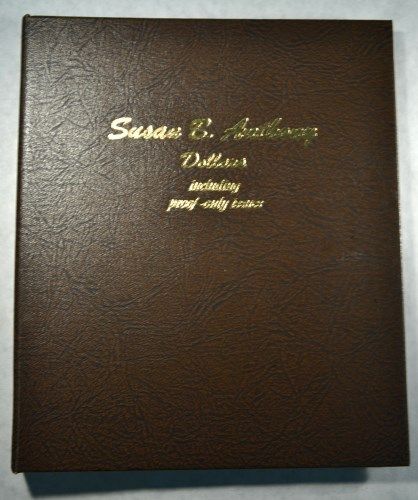 Susan B. Anthony
Dollars
including
proof-only issues